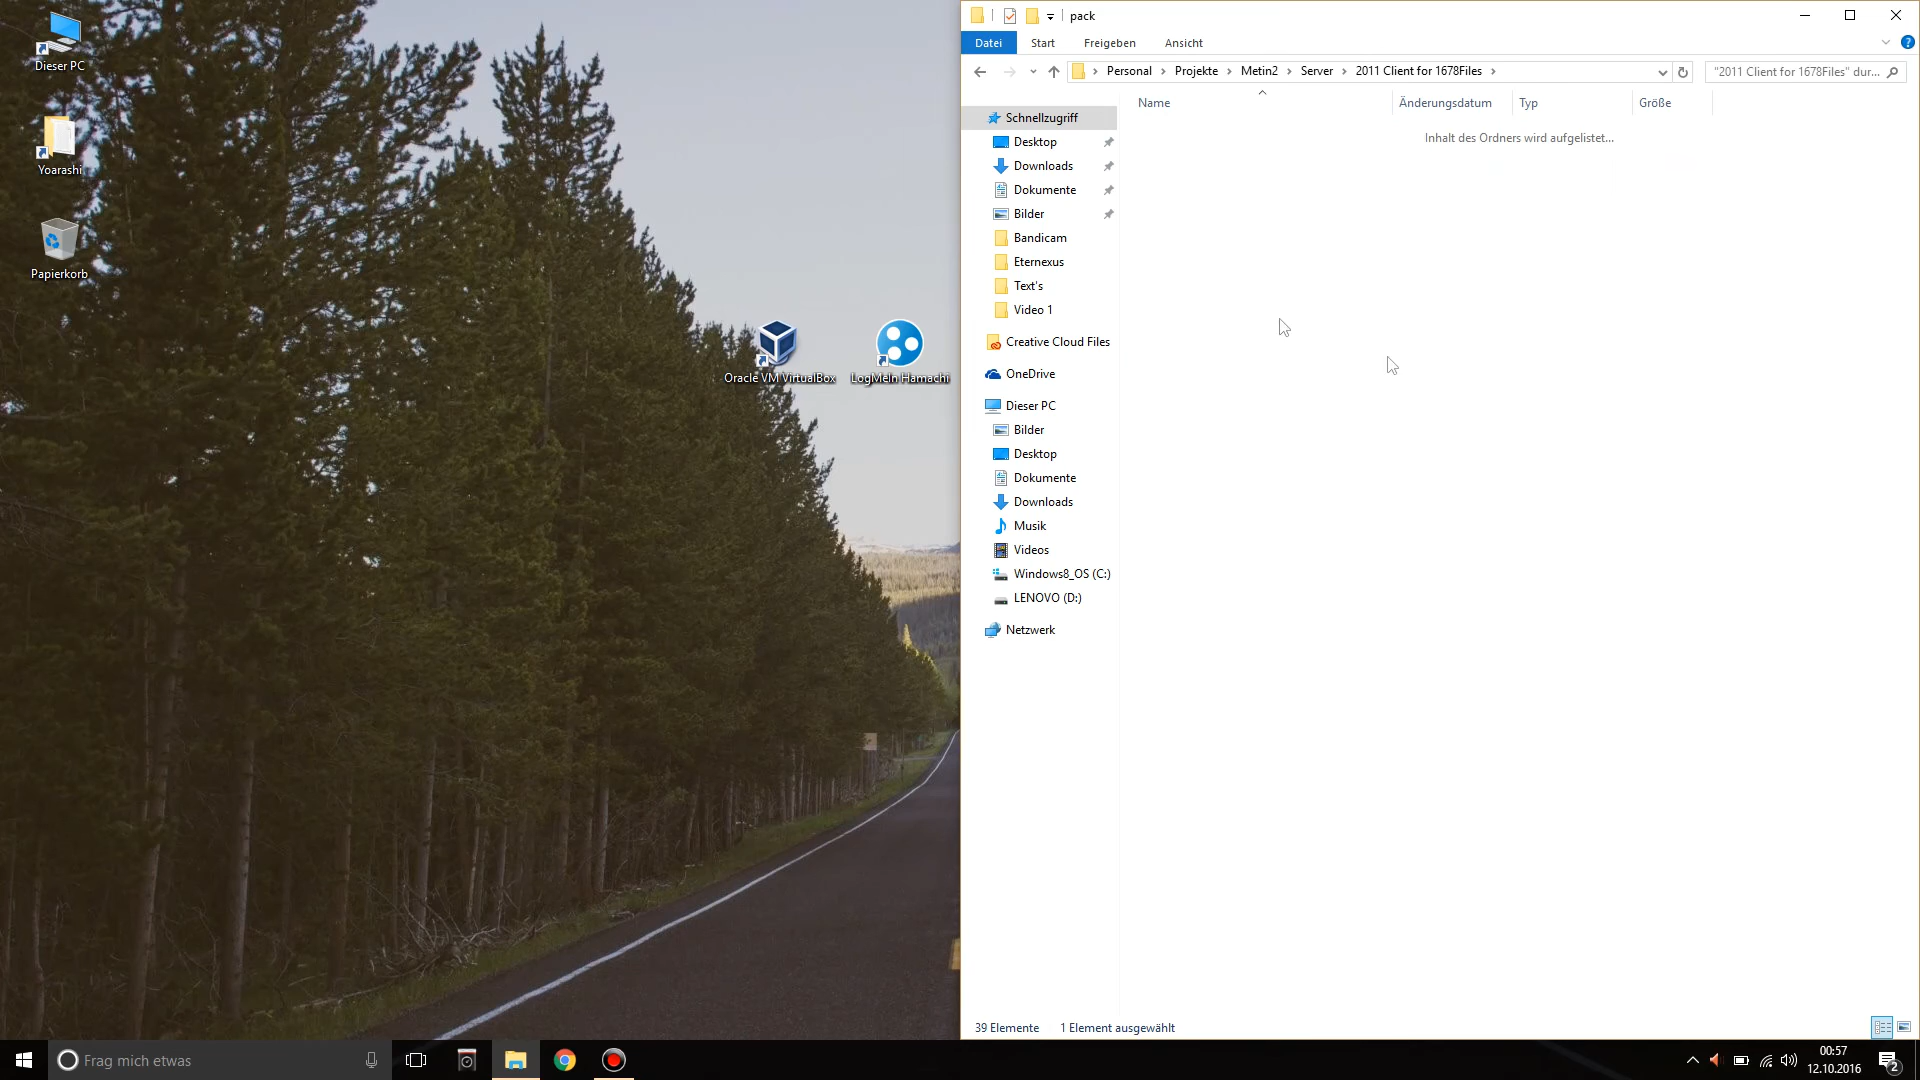 Dieser PC
Yoarashi
Papierkorb
Oracle VM VirtualBox
LogMeIn Hamachi
pack
Datei
Start
Freigeben
Ansicht
Personal
Projekte
Metin2
Server
2011 Client for 1678Files
"2011 Client for 1678Files" dur...
Name
Änderungsdatum
Typ
Größe
Inhalt des Ordners wird aufgelistet...
Schnellzugriff
Desktop
Downloads
Dokumente
Bilder
Bandicam
Eternexus
Text's
Video 1
Creative Cloud Files
OneDrive
Dieser PC
Bilder
Desktop
Dokumente
Downloads
Musik
Videos
Windows8_OS (C:)
LENOVO (D:)
Netzwerk
39 Elemente
1 Element ausgewählt
Frag mich etwas
00:57
12.10.2016
2